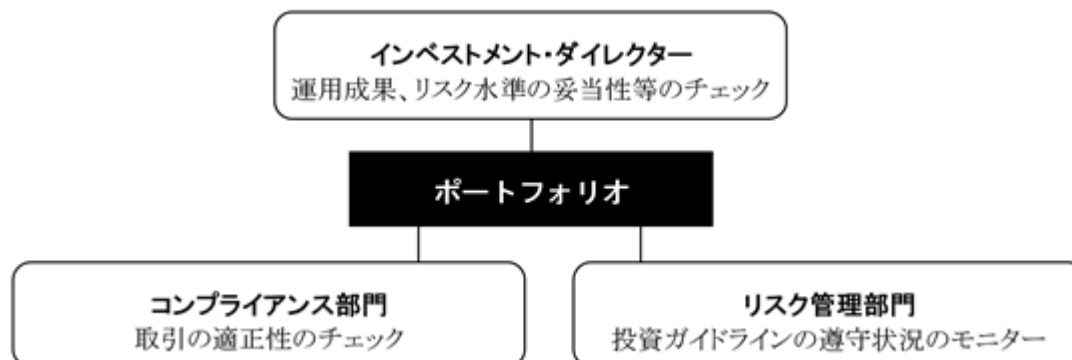 インベストメント・ダイレクター
運用成果、リスク水準の妥当性等のチェック
ポートフォリオ
コンプライアンス部門
取引の適正性のチェック
リスク管理部門
投資ガイドラインの遵守状況のモニター